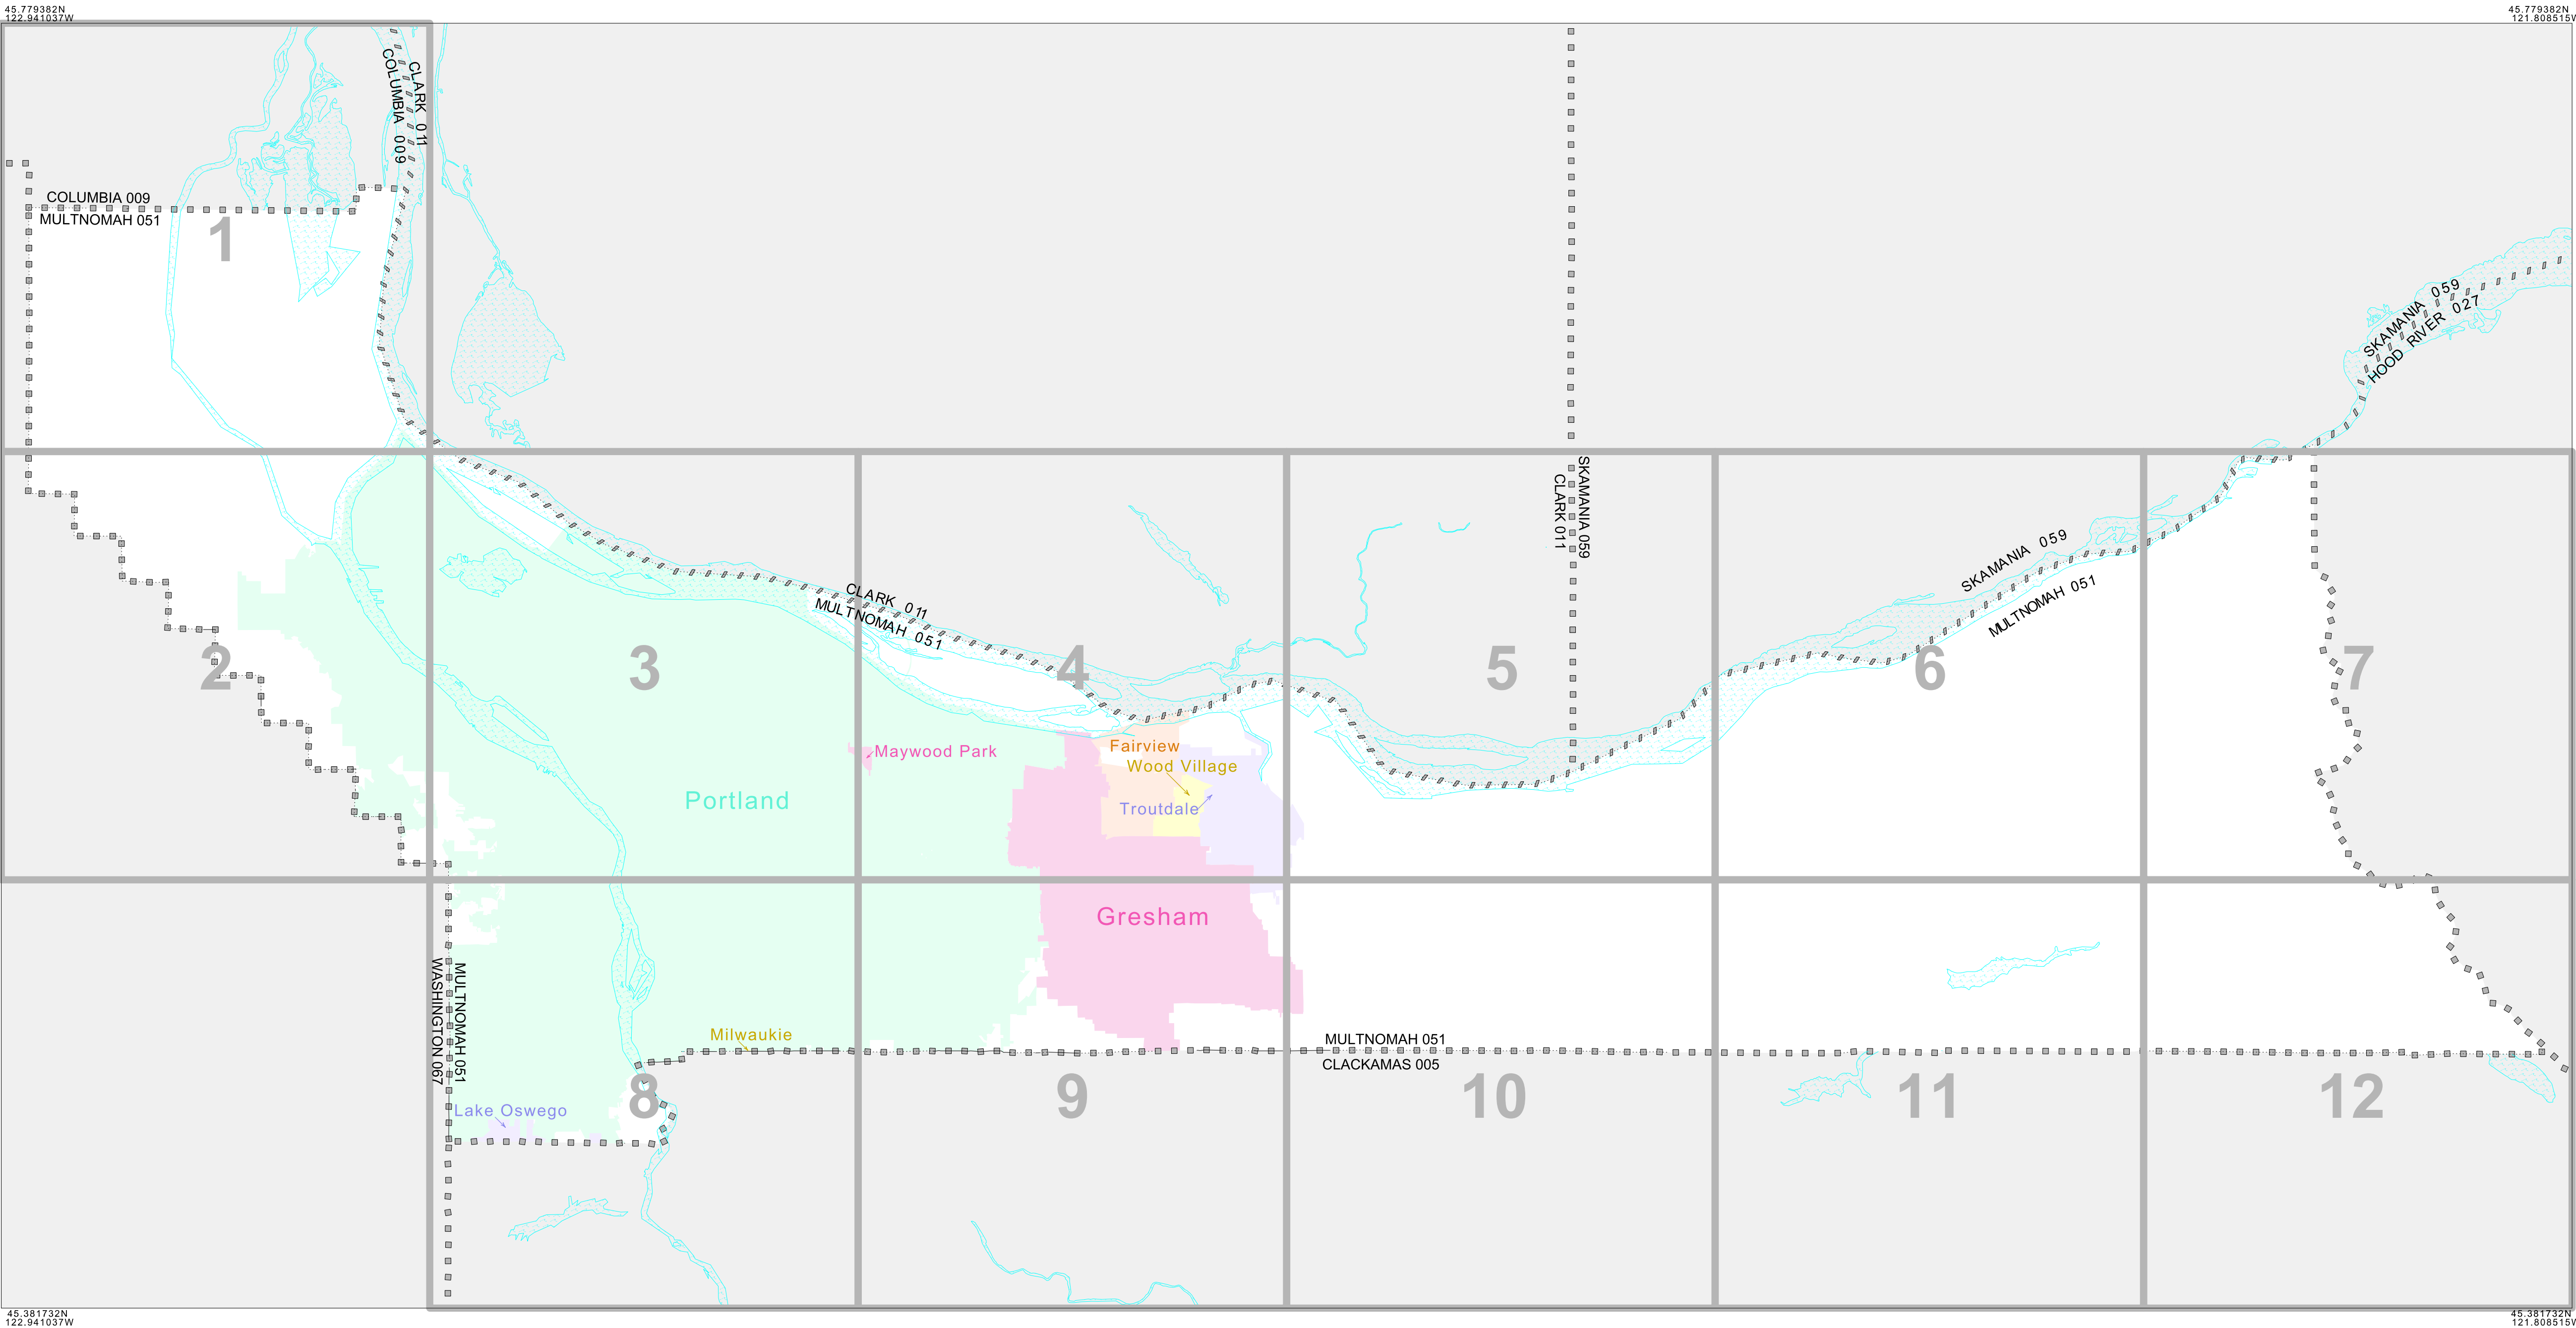 45.779382N
122.941037W
45.779382N
121.808515W
CLARK 011
COLUMBIA 009
COLUMBIA 009
MULTNOMAH 051
1
SKAMANIA 059
HOOD RIVER 027
SKAMANIA 059
CLARK 011
SKAMANIA 059
MULTNOMAH 051
CLARK 011
MULTNOMAH 051
2
3
4
5
6
7
Fairview
Maywood Park
Wood Village
Portland
Troutdale
Gresham
MULTNOMAH 051
WASHINGTON 067
Milwaukie
MULTNOMAH 051
CLACKAMAS 005
8
9
10
11
12
Lake Oswego
45.381732N
122.941037W
45.381732N
121.808515W